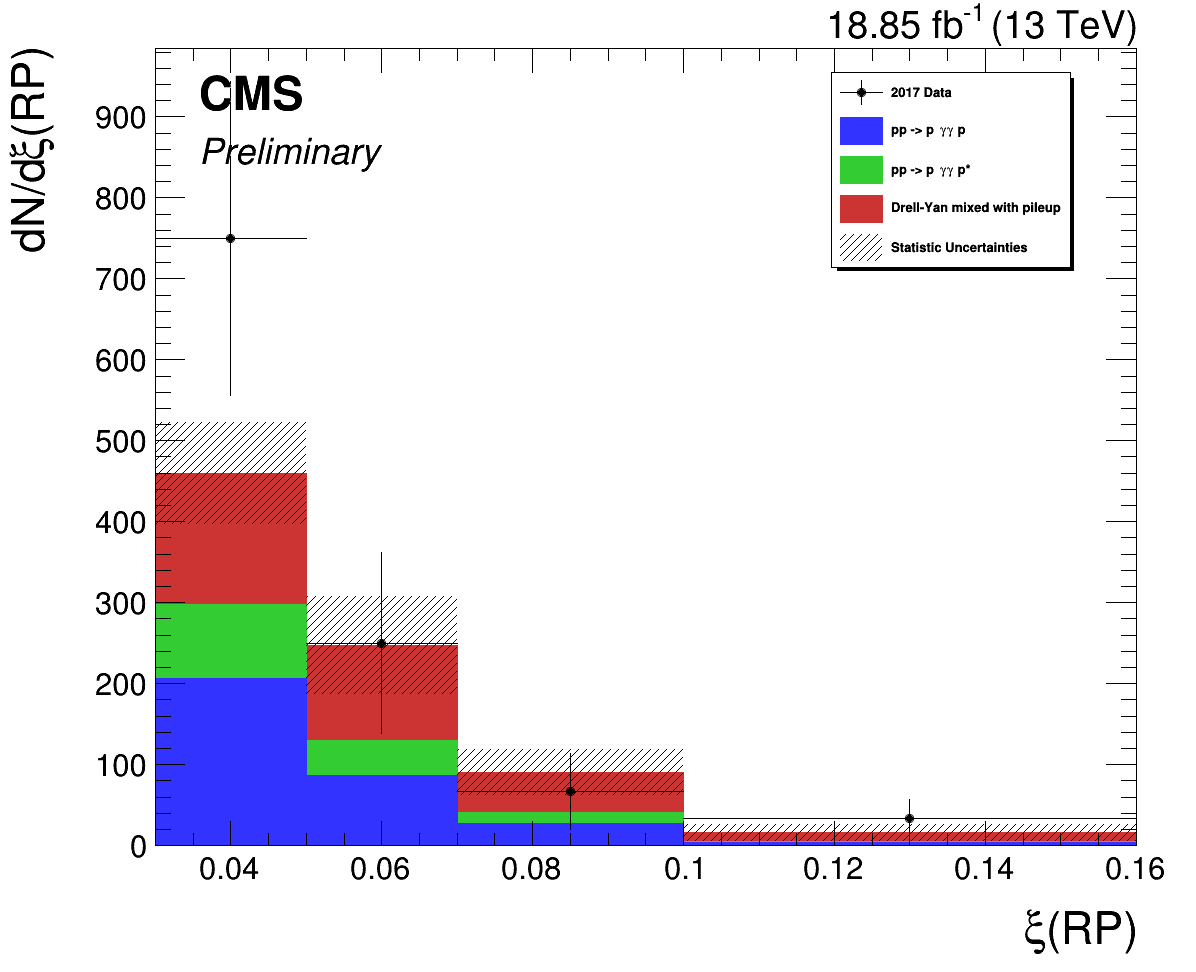 18.85 fb⁻¹ (13 TeV)
dN/dξ(RP)
CMS
Preliminary
2017 Data
pp -> p γγ p
pp -> p γγ p*
Drell-Yan mixed with pileup
Statistic Uncertainties
900
800
700
600
500
400
300
200
100
0
0.04 0.06 0.08 0.1 0.12 0.14 0.16
ξ(RP)